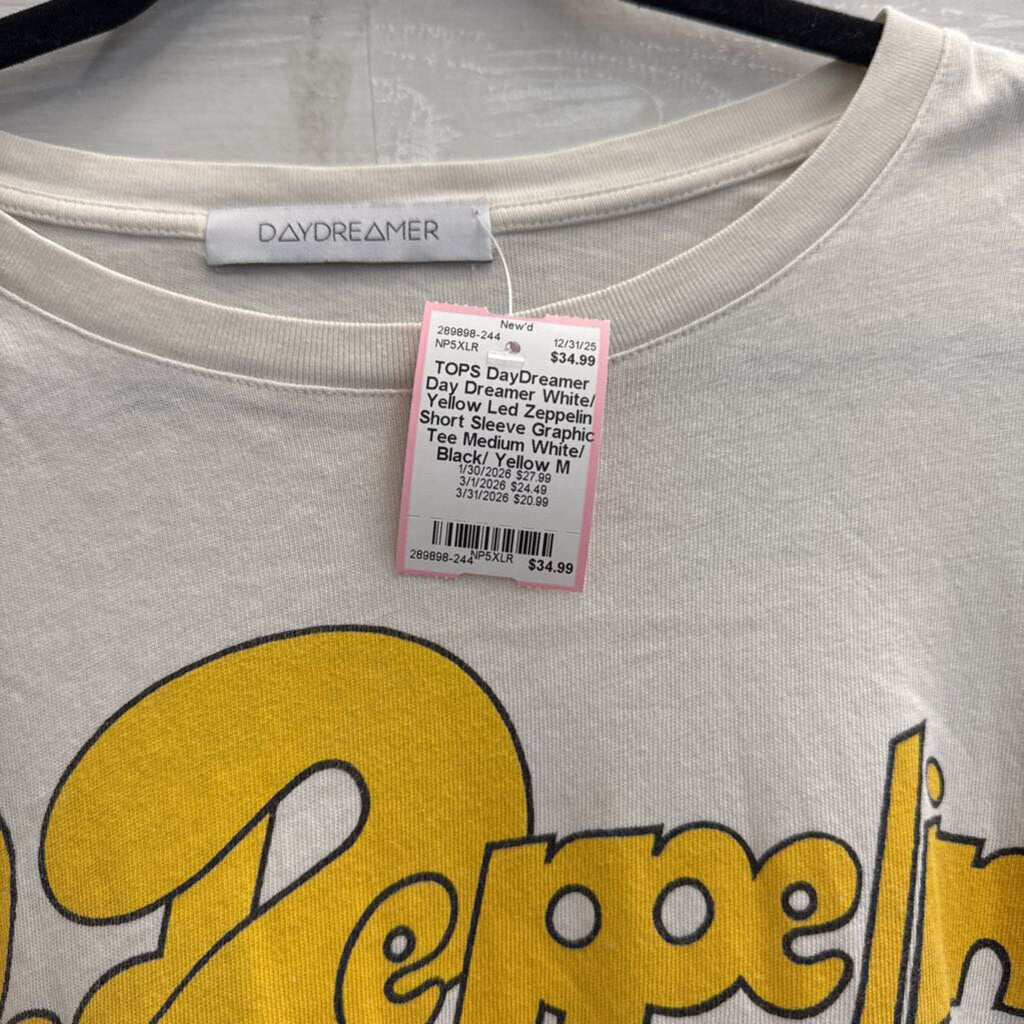 DAYDREAMER
New'd
289898-244 12/31/25
NP5XLR $34.99
TOPS DayDreamer
Day Dreamer White/
Yellow Led Zeppelin
Short Sleeve Graphic
Tee Medium White/
Black/ Yellow M
1/30/2026 $27.99
3/1/2026 $24.49
3/31/2026 $20.99
289898-244 NP5XLR $34.99
Zeppelin